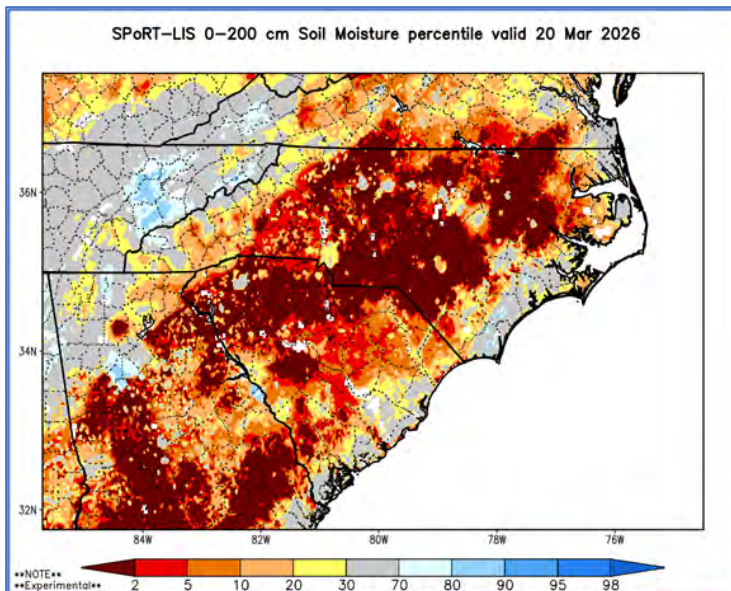 SPoRT-LIS 0-200 cm Soil Moisture percentile valid 20 Mar 2026
36N
34N
32N
84W 82W 80W 78W 76W
**NOTE**
**Experimental**
2 5 10 20 30 70 80 90 95 98